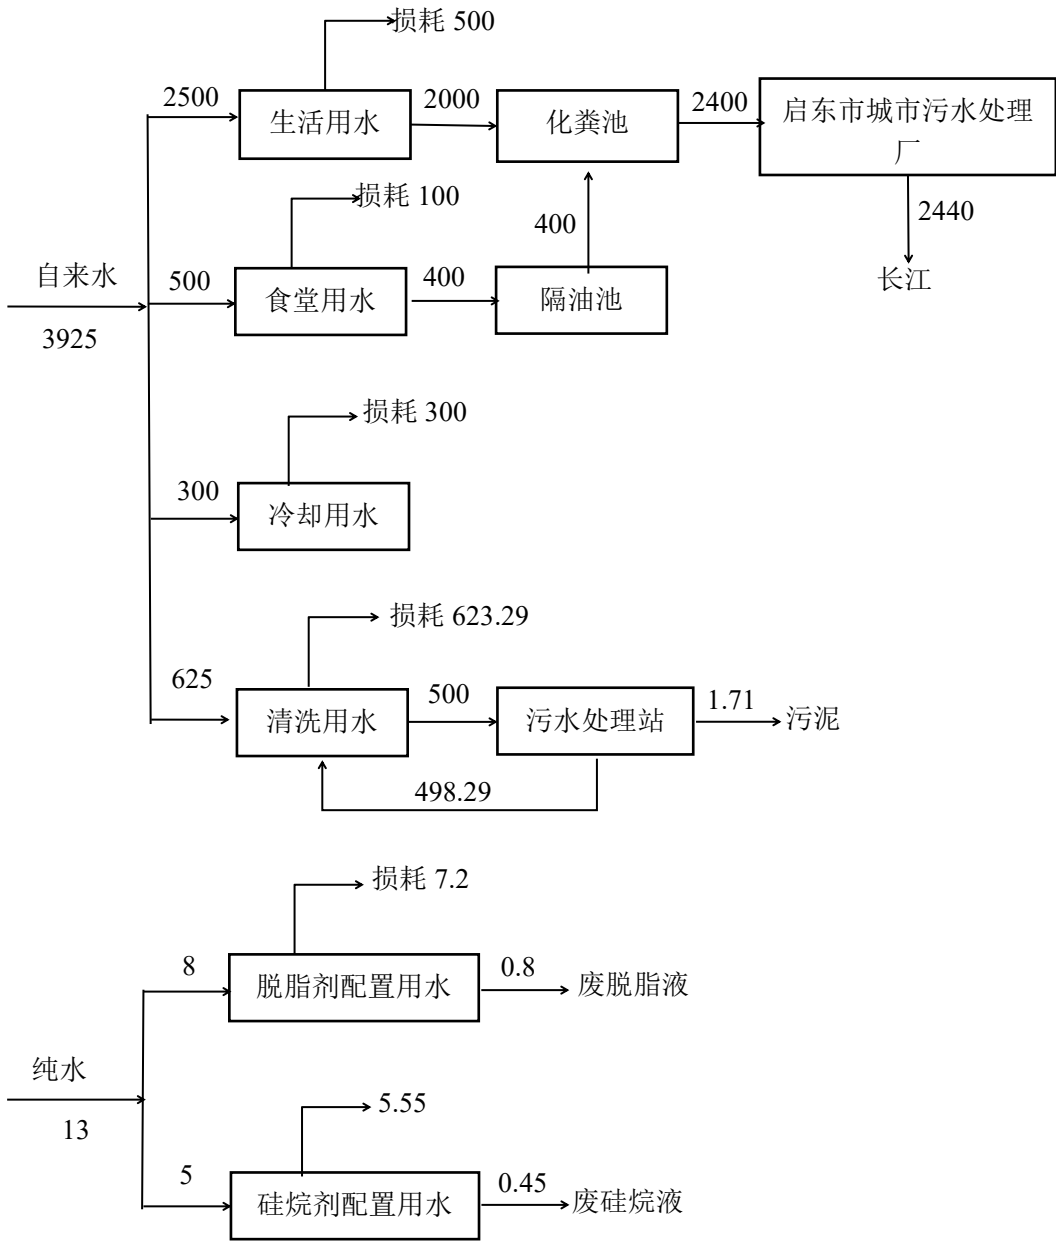 损耗 500
2500
生活用水
2000
化粪池
2400
启东市城市污水处理
厂
2440
长江
损耗 100
自来水
3925
500
食堂用水
400
隔油池
400
损耗 300
300
冷却用水
损耗 623.29
625
清洗用水
500
污水处理站
1.71
污泥
498.29
损耗 7.2
8
脱脂剂配置用水
0.8
废脱脂液
纯水
13
5.55
5
硅烷剂配置用水
0.45
废硅烷液